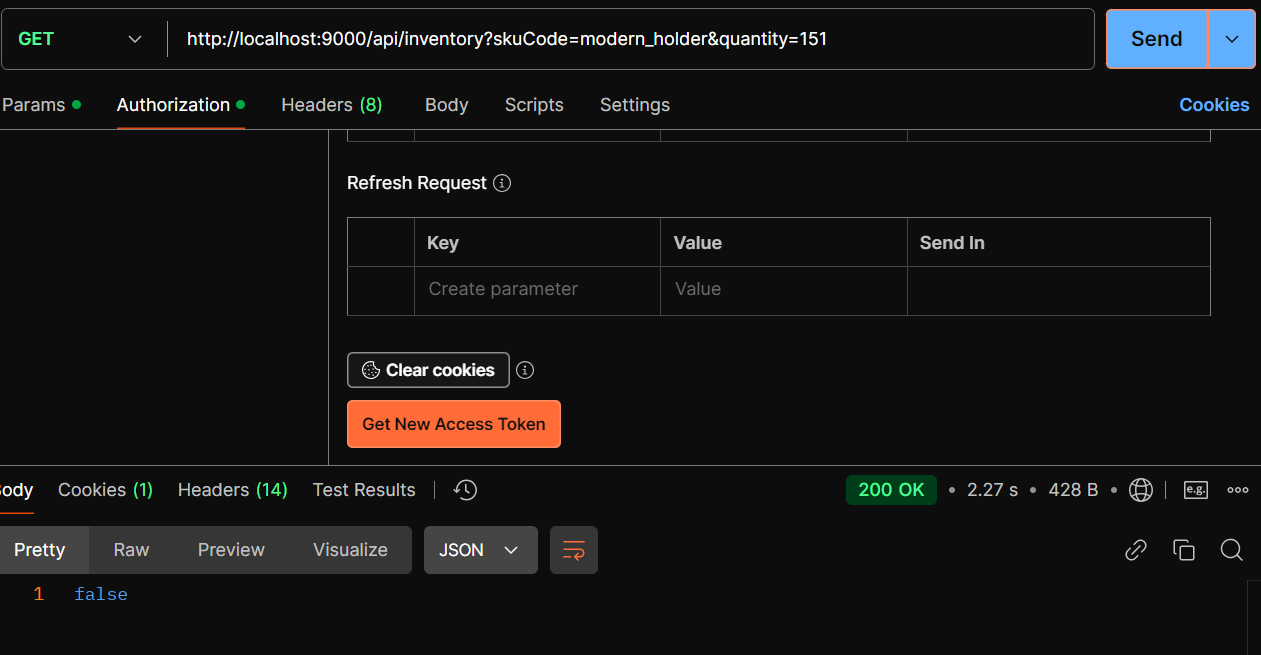 GET http://localhost:9000/api/inventory?skuCode=modern_holder&quantity=151 Send
Params Authorization Headers (8) Body Scripts Settings Cookies
Refresh Request
Key Value Send In
Create parameter Value
Clear cookies
Get New Access Token
ody Cookies (1) Headers (14) Test Results 200 OK • 2.27 s • 428 B • e.g.
Pretty Raw Preview Visualize JSON
1 false